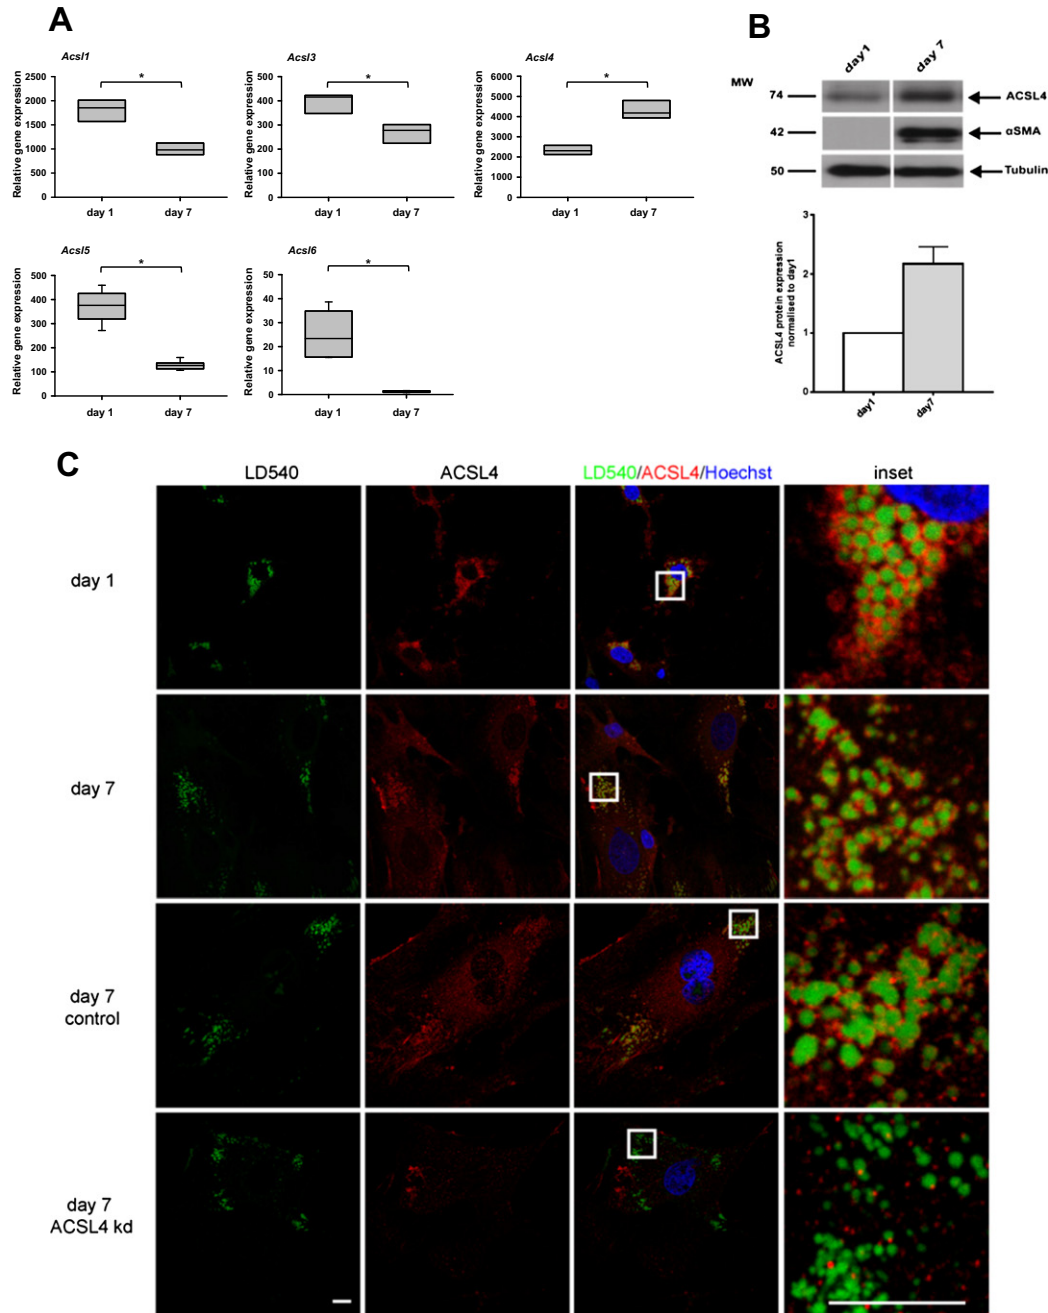 A
Acsl1
Relative gene expression
2500
2000
1500
1000
500
0
*
day 1
day 7
Acsl3
Relative gene expression
500
400
300
200
100
0
*
day 1
day 7
Acsl4
Relative gene expression
6000
5000
4000
3000
2000
1000
0
*
day 1
day 7
Acsl5
Relative gene expression
500
400
300
200
100
0
*
day 1
day 7
Acsl6
Relative gene expression
50
40
30
20
10
0
*
day 1
day 7
B
day1
day 7
MW
74
ACSL4
42
αSMA
50
Tubulin
ACSL4 protein expression
normalised to day1
3
2
1
0
day1
day7
C
LD540
ACSL4
LD540/ACSL4/Hoechst
inset
day 1
day 7
day 7
control
day 7
ACSL4 kd